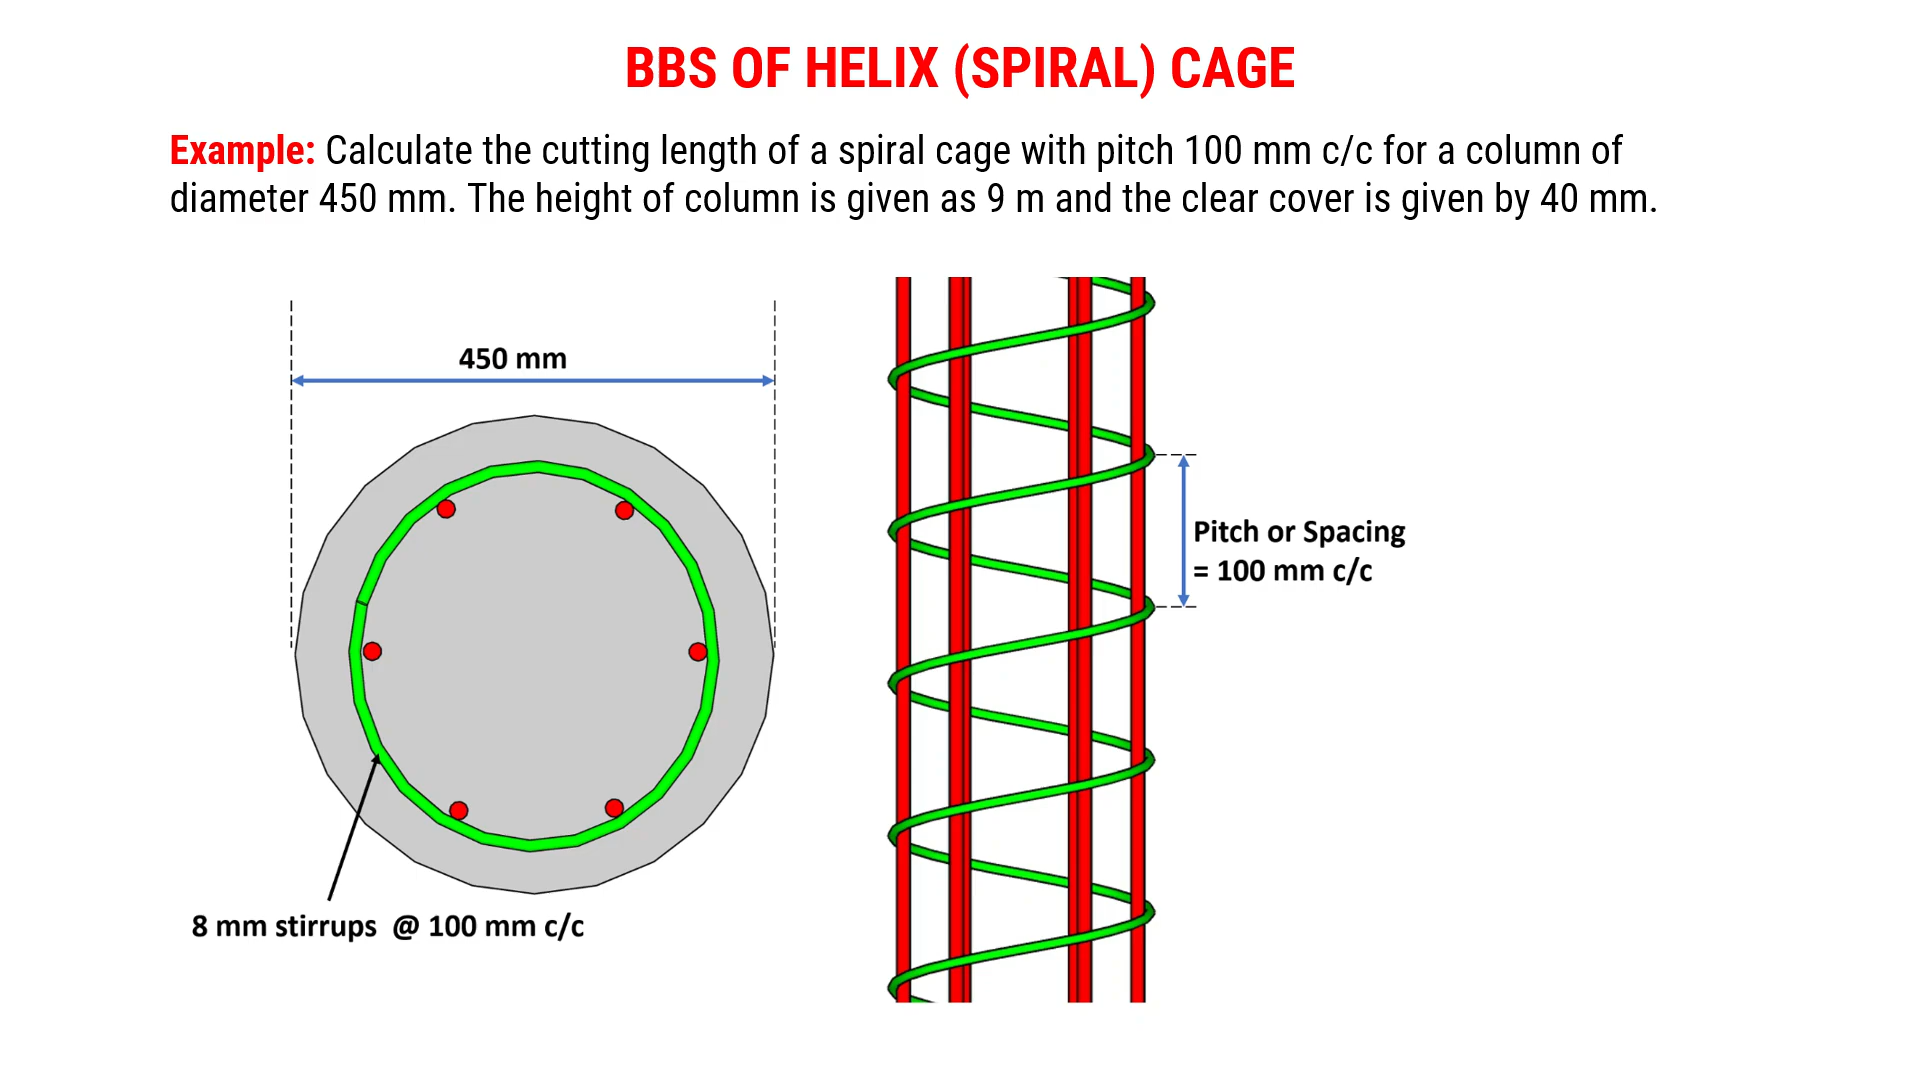 BBS OF HELIX (SPIRAL) CAGE
Example: Calculate the cutting length of a spiral cage with pitch 100 mm c/c for a column of
diameter 450 mm. The height of column is given as 9 m and the clear cover is given by 40 mm.
450 mm
Pitch or Spacing
= 100 mm c/c
8 mm stirrups @ 100 mm c/c